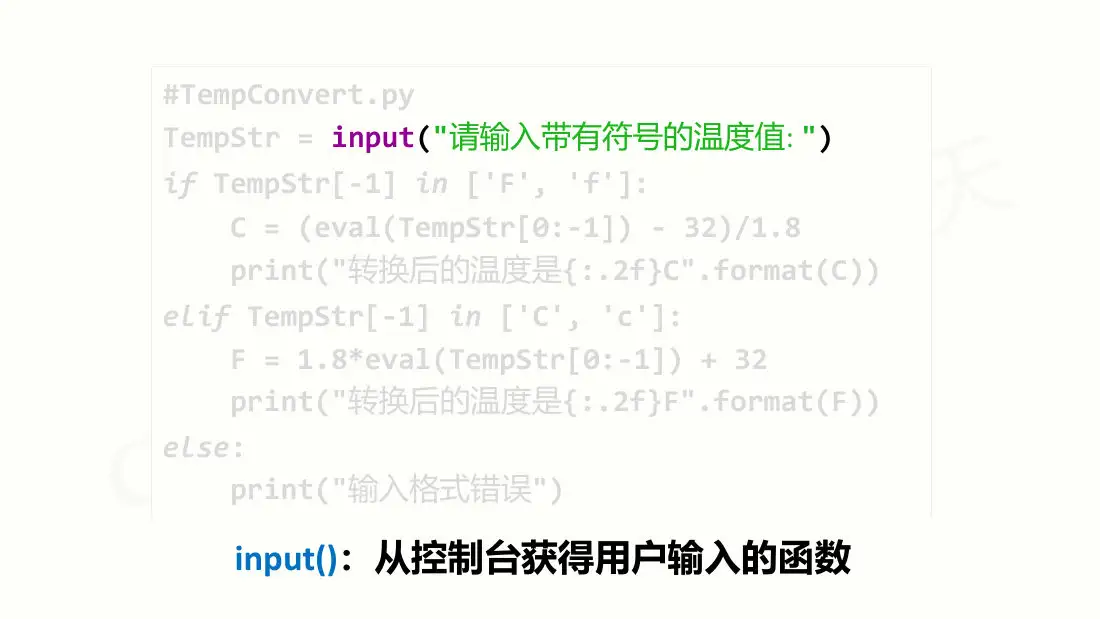 #TempConvert.py
TempStr = input("请输入带有符号的温度值: ")
if TempStr[-1] in ['F', 'f']:
    C = (eval(TempStr[0:-1]) - 32)/1.8
    print("转换后的温度是{:.2f}C".format(C))
elif TempStr[-1] in ['C', 'c']:
    F = 1.8*eval(TempStr[0:-1]) + 32
    print("转换后的温度是{:.2f}F".format(F))
else:
    print("输入格式错误")
input()：从控制台获得用户输入的函数